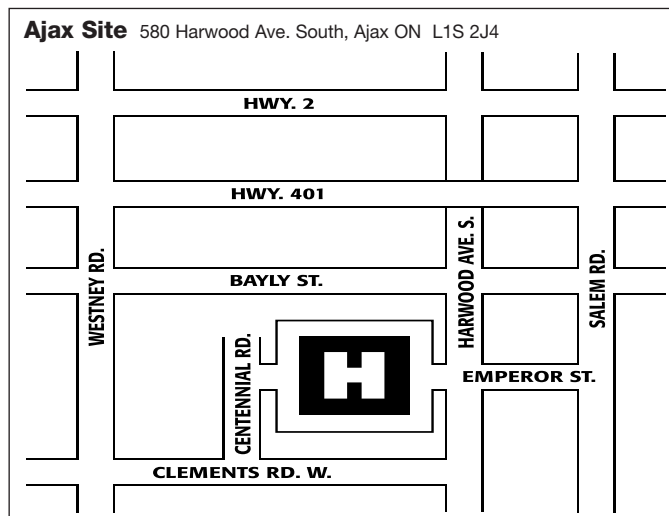 Ajax Site 580 Harwood Ave. South, Ajax ON L1S 2J4
HWY. 2
HWY. 401
WESTNEY RD.
BAYLY ST.
HARWOOD AVE. S.
SALEM RD.
CENTENNIAL RD.
H
EMPEROR ST.
CLEMENTS RD. W.